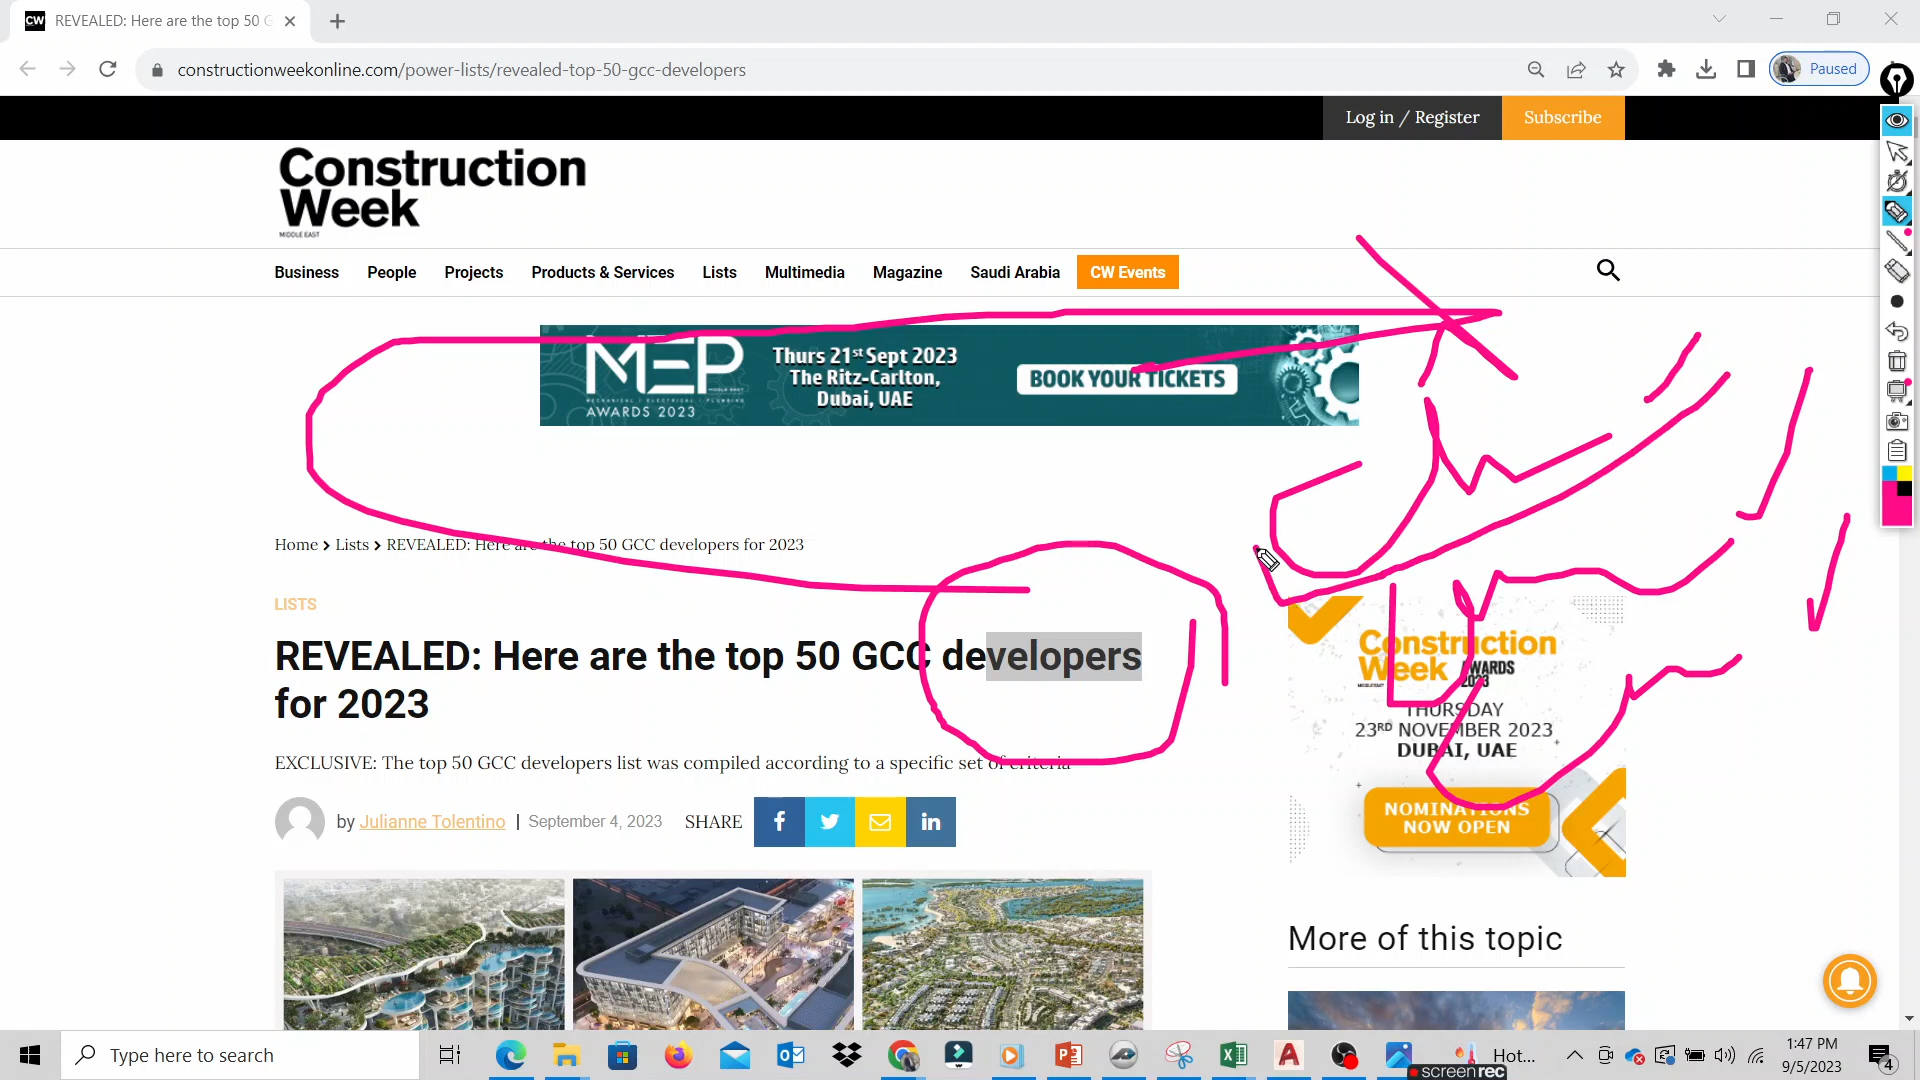 CW REVEALED: Here are the top 50 G
constructionweekonline.com/power-lists/revealed-top-50-gcc-developers
Paused
Log in / Register
Subscribe
Construction
Week
MIDDLE EAST
Business People Projects Products & Services Lists Multimedia Magazine Saudi Arabia CW Events
MEP
MECHANICAL | ELECTRICAL | PLUMBING
AWARDS 2023
Thurs 21st Sept 2023
The Ritz-Carlton,
Dubai, UAE
BOOK YOUR TICKETS
Home > Lists > REVEALED: Here are the top 50 GCC developers for 2023
LISTS
REVEALED: Here are the top 50 GCC developers
for 2023
EXCLUSIVE: The top 50 GCC developers list was compiled according to a specific set of criteria
by Julianne Tolentino | September 4, 2023 SHARE
Construction
Week AWARDS
2023
THURSDAY
23RD NOVEMBER 2023
DUBAI, UAE
NOMINATIONS
NOW OPEN
More of this topic
Type here to search
Hot...
1:47 PM
9/5/2023
4
screenrec